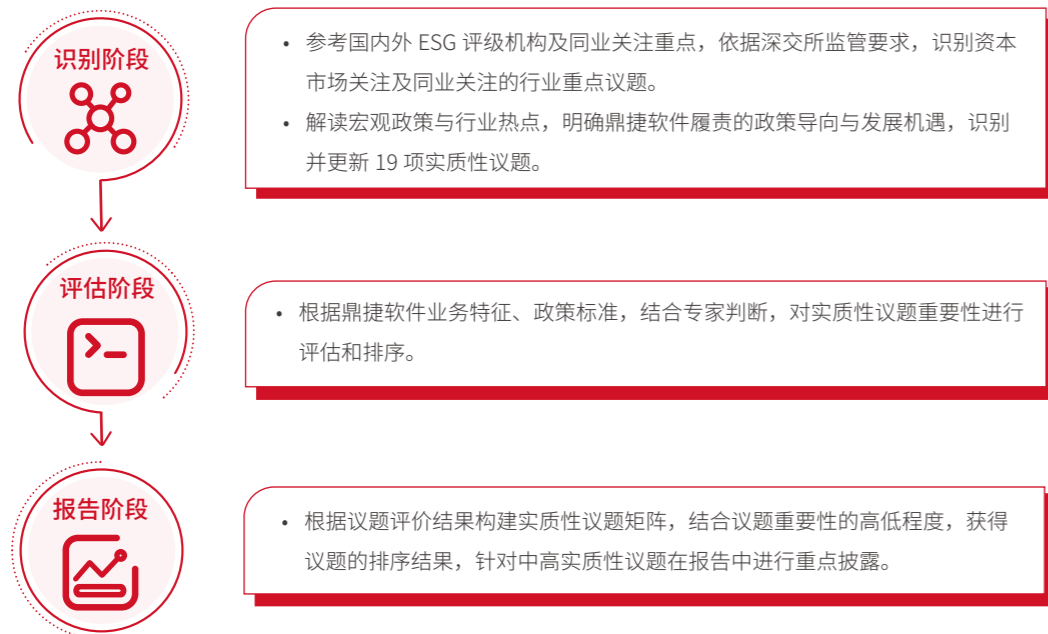 识别阶段
• 参考国内外 ESG 评级机构及同业关注重点，依据深交所监管要求，识别资本
市场关注及同业关注的行业重点议题。
• 解读宏观政策与行业热点，明确鼎捷软件履责的政策导向与发展机遇，识别
并更新 19 项实质性议题。
评估阶段
• 根据鼎捷软件业务特征、政策标准，结合专家判断，对实质性议题重要性进行
评估和排序。
报告阶段
• 根据议题评价结果构建实质性议题矩阵，结合议题重要性的高低程度，获得
议题的排序结果，针对中高实质性议题在报告中进行重点披露。